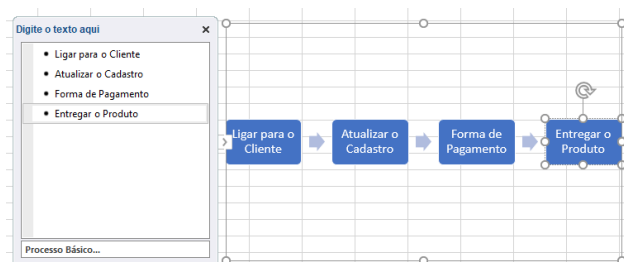 Digite o texto aqui
Ligar para o Cliente
Atualizar o Cadastro
Forma de Pagamento
Entregar o Produto
Processo Básico...
Ligar para o
Cliente
Atualizar o
Cadastro
Forma de
Pagamento
Entregar o
Produto